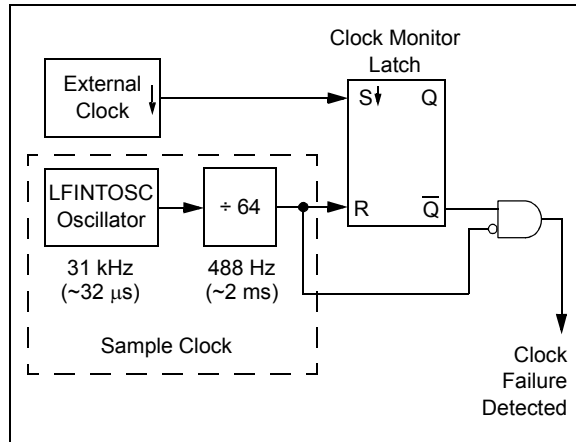 Clock Monitor
Latch
External
Clock
S
Q
LFINTOSC
Oscillator
÷ 64
R
Q̅
31 kHz
(~32 μs)
488 Hz
(~2 ms)
Sample Clock
Clock
Failure
Detected